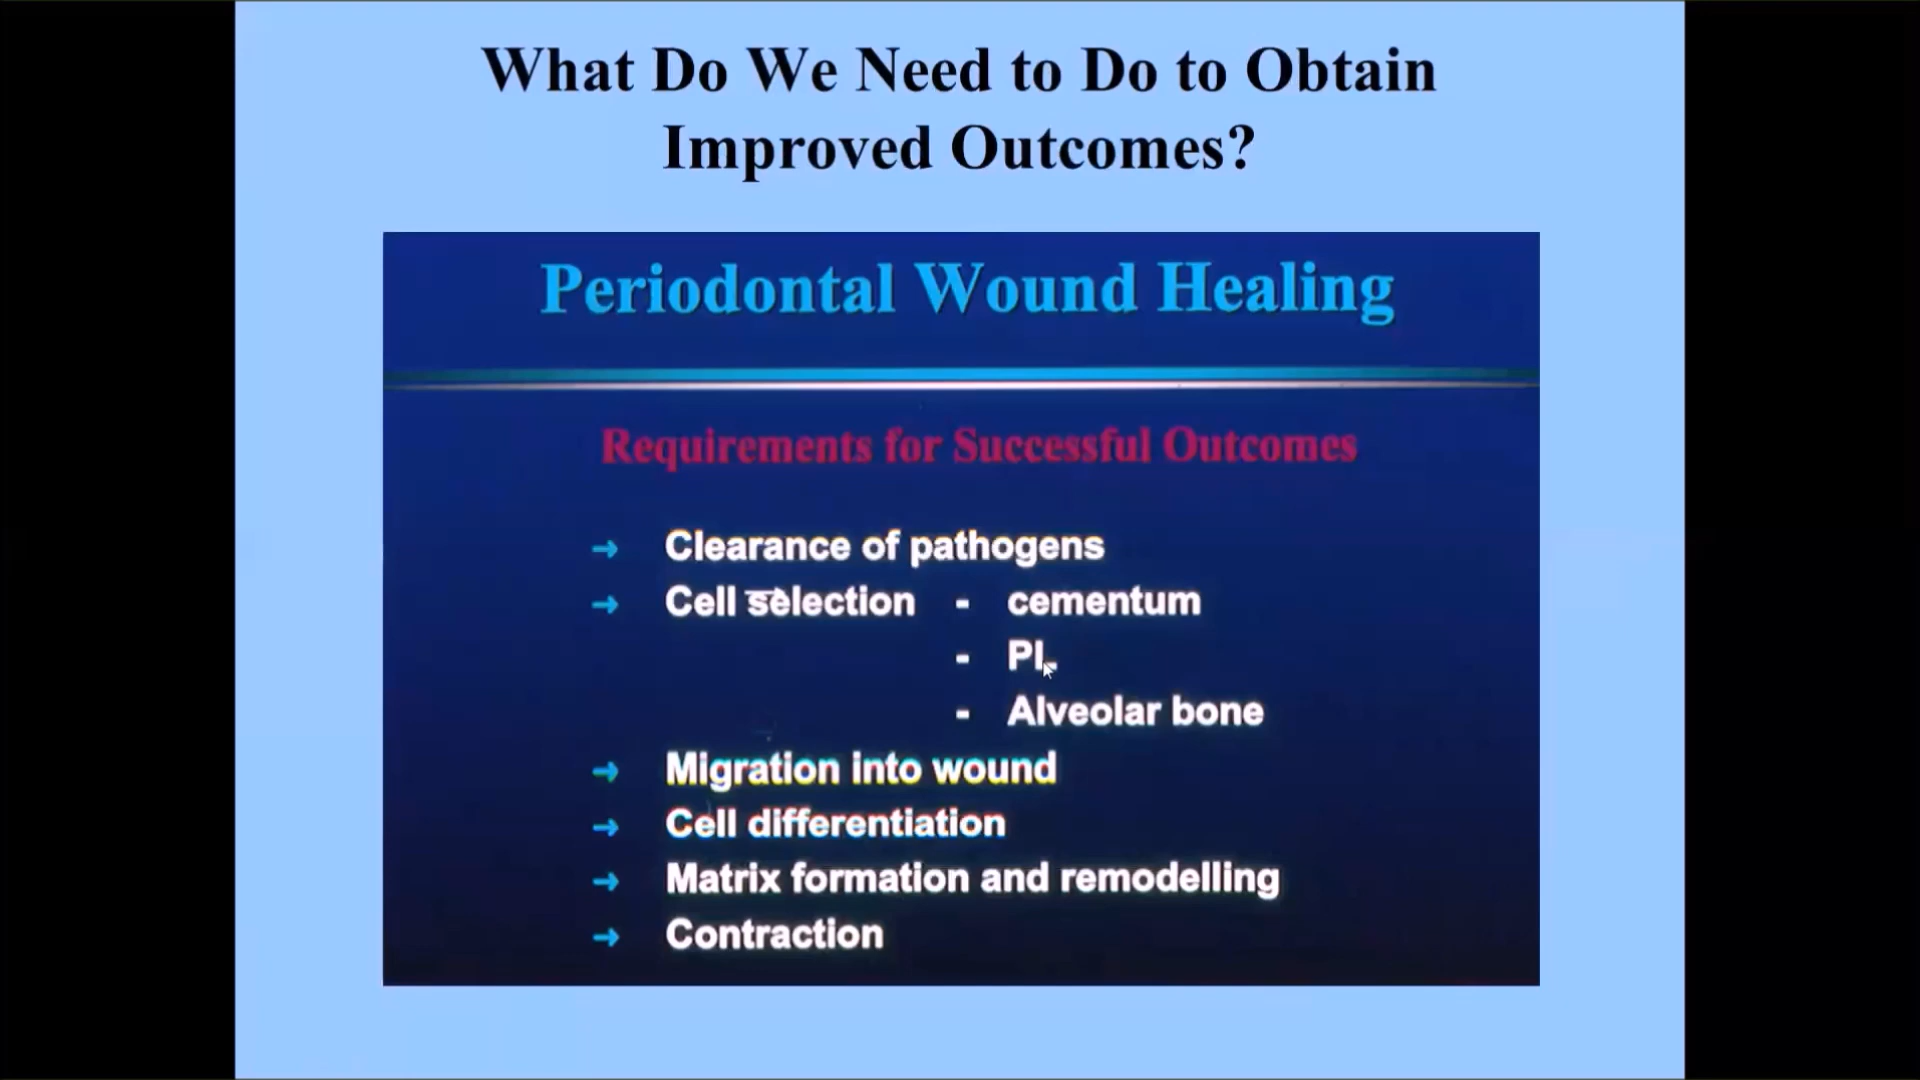 What Do We Need to Do to Obtain
Improved Outcomes?
Periodontal Wound Healing
Requirements for Successful Outcomes
→ Clearance of pathogens
→ Cell selection - cementum
- PL
- Alveolar bone
→ Migration into wound
→ Cell differentiation
→ Matrix formation and remodelling
→ Contraction